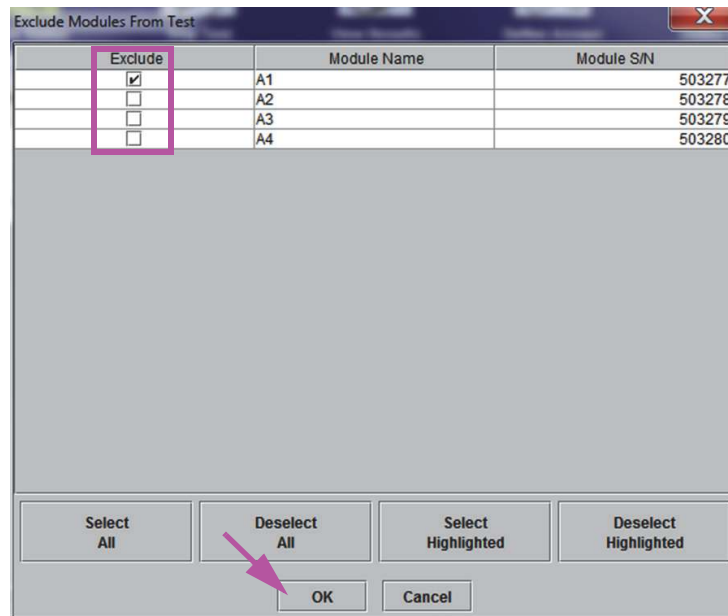 Exclude Modules From Test
Exclude Module Name Module S/N
A1 503277
A2 503278
A3 503279
A4 503280
Select All Deselect All Select Highlighted Deselect Highlighted
OK Cancel